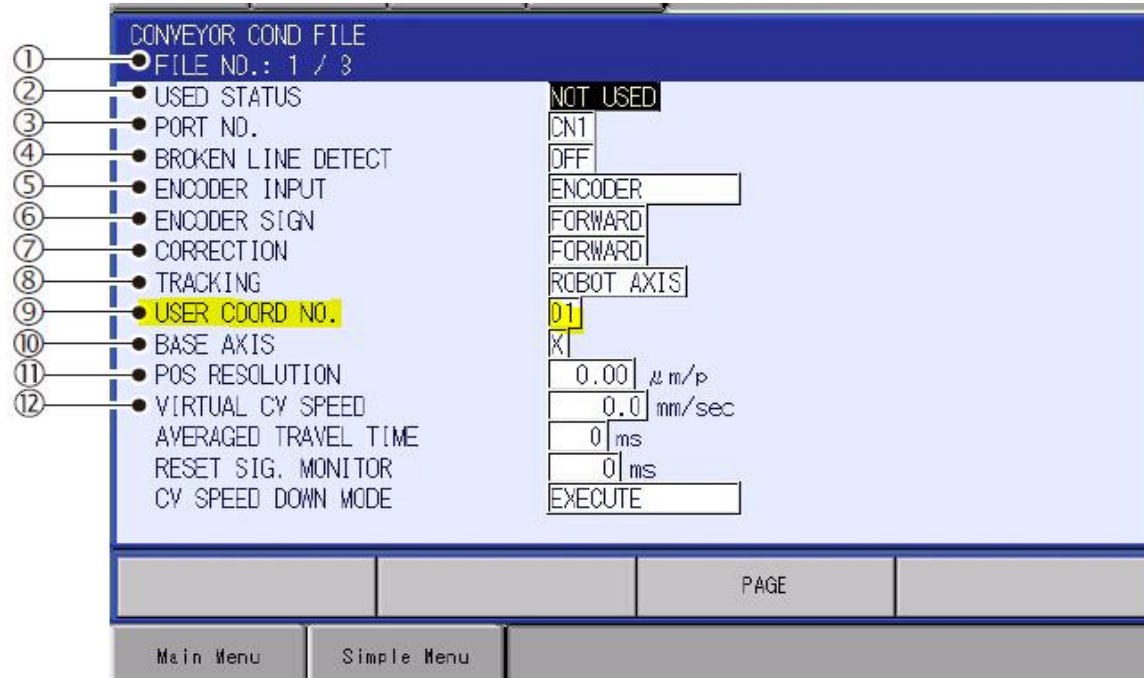 CONVEYOR COND FILE
① FILE NO.: 1 / 3
② USED STATUS NOT USED
③ PORT NO. CN1
④ BROKEN LINE DETECT OFF
⑤ ENCODER INPUT ENCODER
⑥ ENCODER SIGN FORWARD
⑦ CORRECTION FORWARD
⑧ TRACKING ROBOT AXIS
⑨ USER COORD NO. 01
⑩ BASE AXIS X
⑪ POS RESOLUTION 0.00 μm/p
⑫ VIRTUAL CV SPEED 0.0 mm/sec
AVERAGED TRAVEL TIME 0 ms
RESET SIG. MONITOR 0 ms
CV SPEED DOWN MODE EXECUTE
PAGE
Main Menu Simple Menu